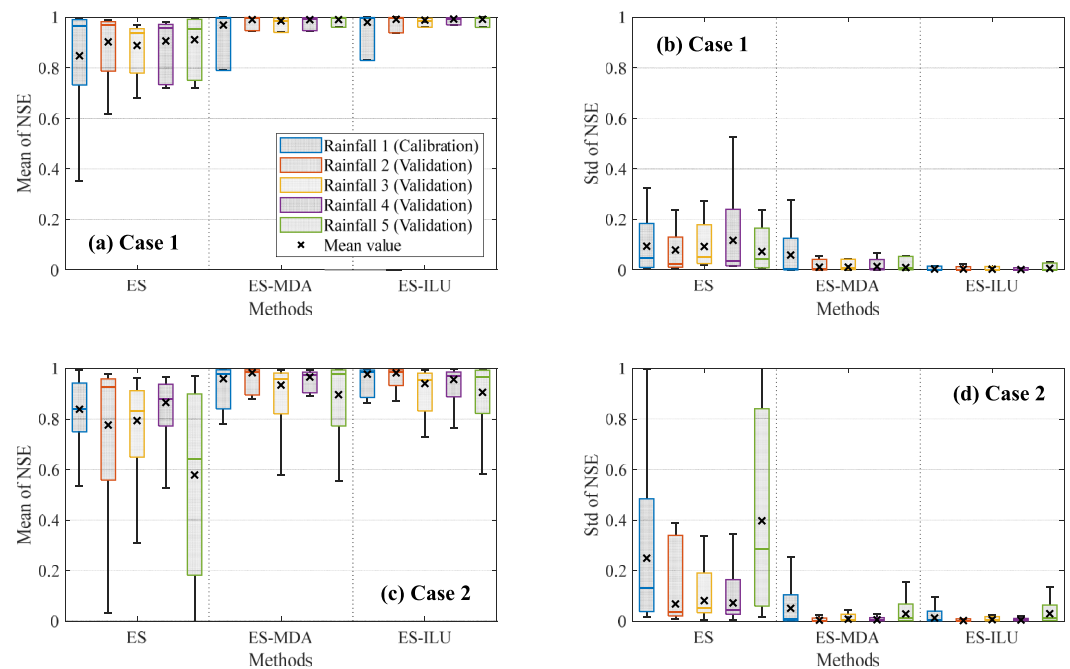 1
0.8
0.6
0.4
0.2
0
Mean of NSE
Rainfall 1 (Calibration)
Rainfall 2 (Validation)
Rainfall 3 (Validation)
Rainfall 4 (Validation)
Rainfall 5 (Validation)
Mean value
(a) Case 1
ES
ES-MDA
ES-ILU
Methods
1
0.8
0.6
0.4
0.2
0
Std of NSE
(b) Case 1
ES
ES-MDA
ES-ILU
Methods
1
0.8
0.6
0.4
0.2
0
Mean of NSE
(c) Case 2
ES
ES-MDA
ES-ILU
Methods
1
0.8
0.6
0.4
0.2
0
Std of NSE
(d) Case 2
ES
ES-MDA
ES-ILU
Methods